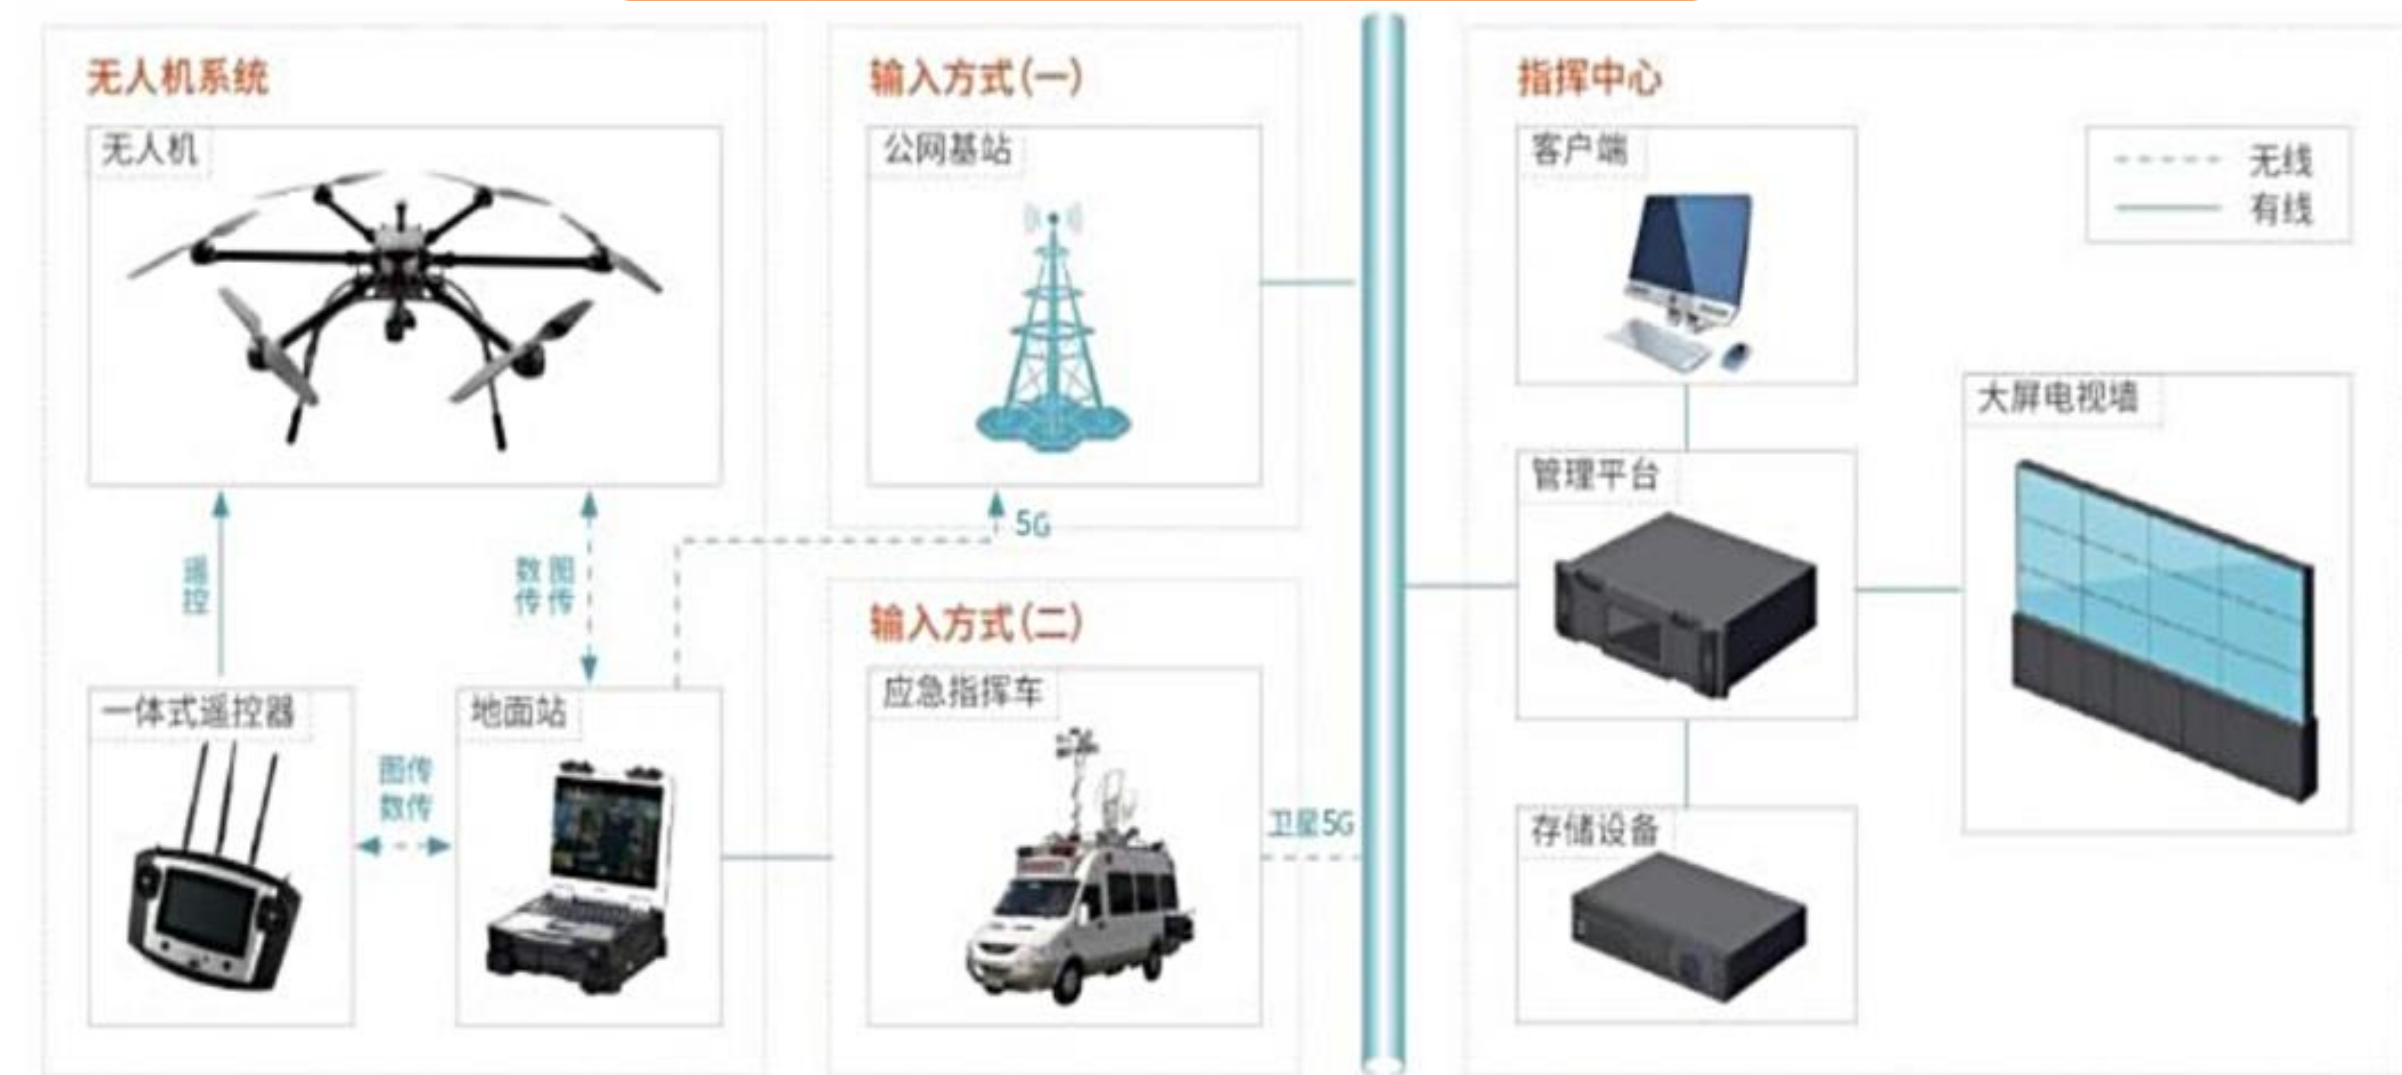 无人机系统
无人机
遥控
数传
图传
一体式遥控器
图传
数传
地面站
输入方式(一)
公网基站
5G
输入方式(二)
应急指挥车
卫星5G
指挥中心
客户端
无线
有线
管理平台
大屏电视墙
存储设备